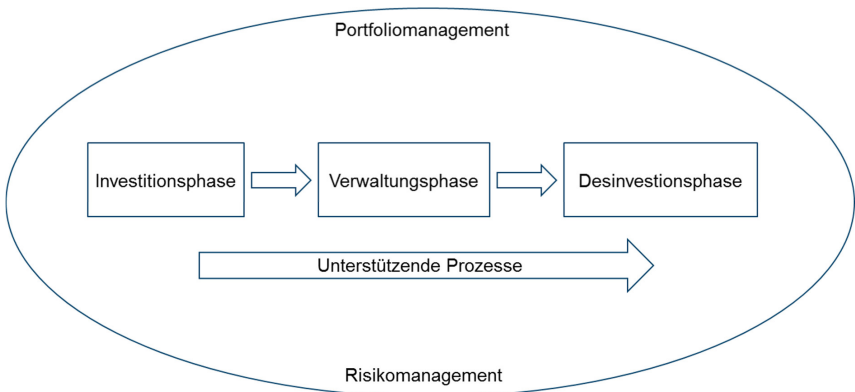 Portfoliomanagement
Investitionsphase
Verwaltungsphase
Desinvestionsphase
Unterstützende Prozesse
Risikomanagement